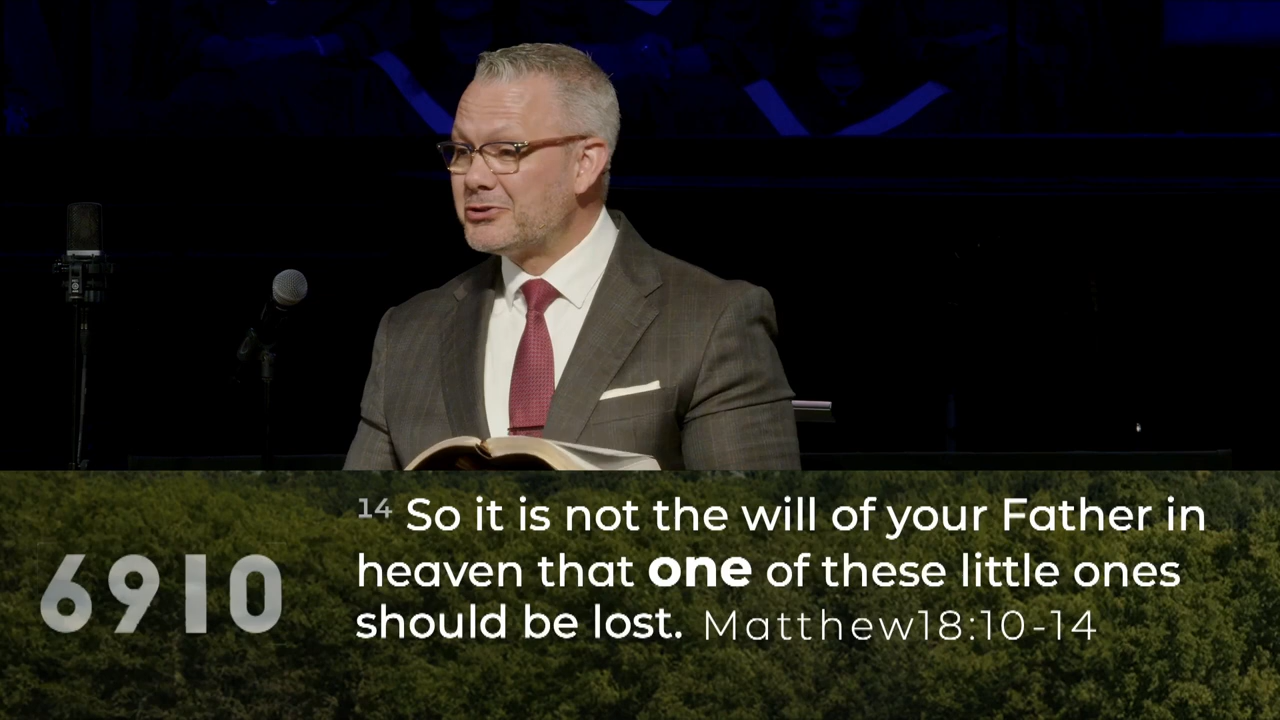 6910
14 So it is not the will of your Father in
heaven that one of these little ones
should be lost. Matthew18:10-14